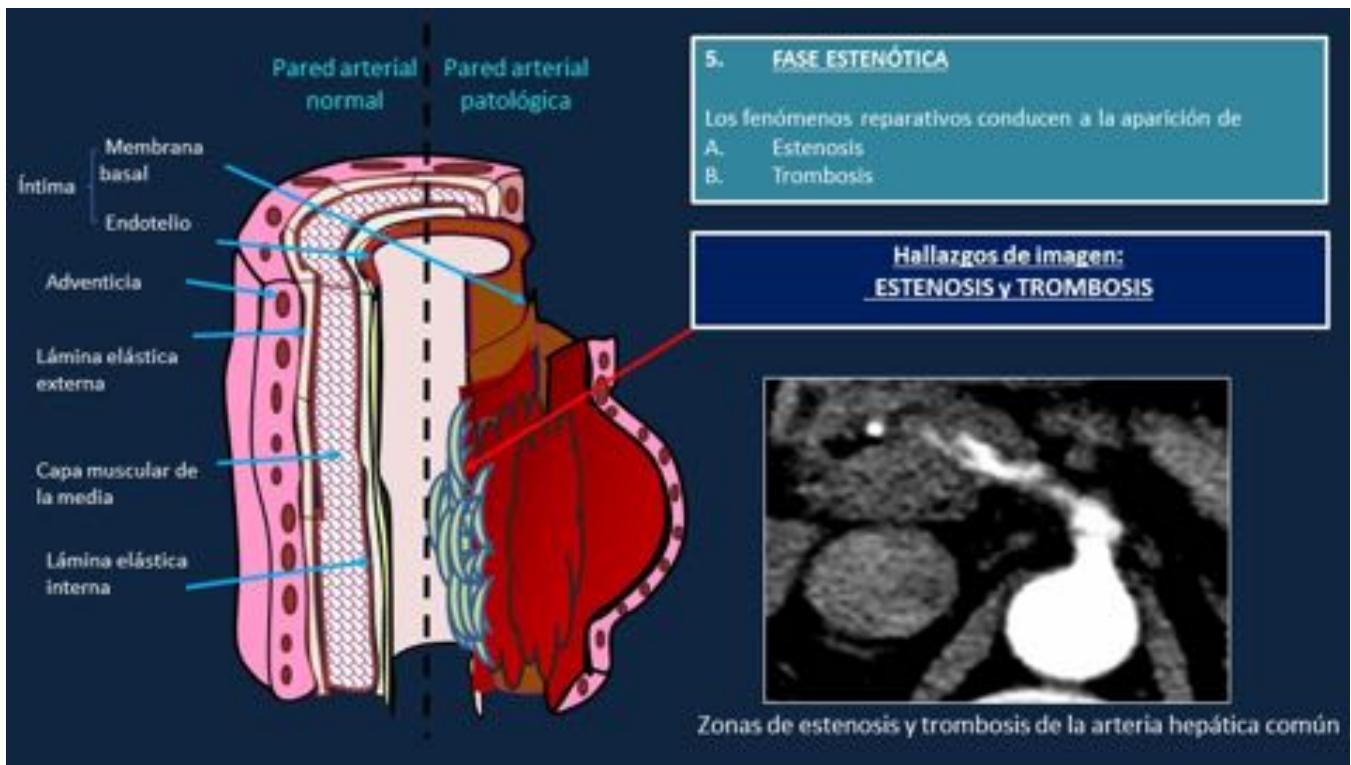 Pared arterial normal
Pared arterial patológica
Íntima
Membrana basal
Endotelio
Adventicia
Lámina elástica externa
Capa muscular de la media
Lámina elástica interna
5. FASE ESTENÓTICA
Los fenómenos reparativos conducen a la aparición de
A. Estenosis
B. Trombosis
Hallazgos de imagen:
ESTENOSIS y TROMBOSIS
Zonas de estenosis y trombosis de la arteria hepática común